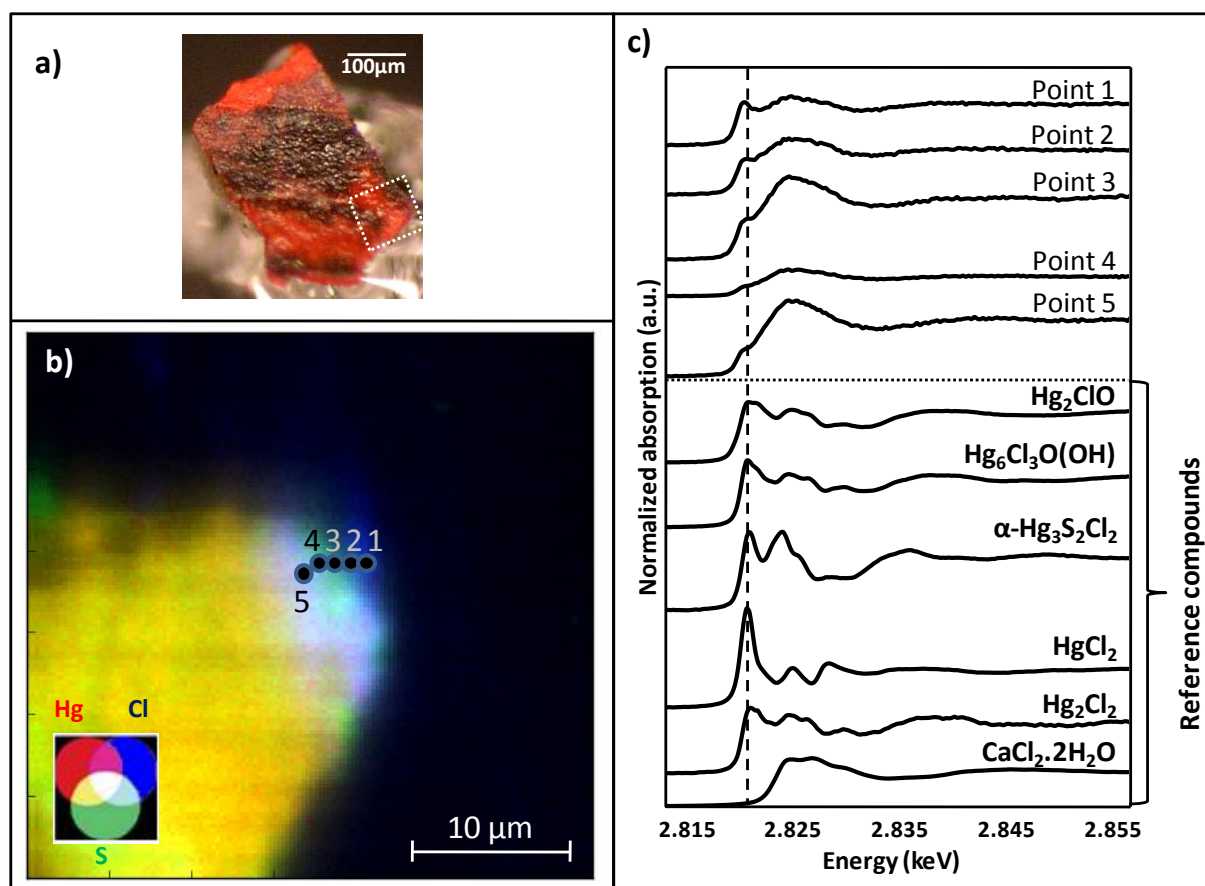 a)
100µm
b)
4 3 2 1
5
Hg Cl
S
10 µm
c)
Normalized absorption (a.u.)
Point 1
Point 2
Point 3
Point 4
Point 5
Hg₂ClO
Hg₆Cl₃O(OH)
α-Hg₃S₂Cl₂
HgCl₂
Hg₂Cl₂
CaCl₂.2H₂O
Reference compounds
2.815 2.825 2.835 2.845 2.855
Energy (keV)